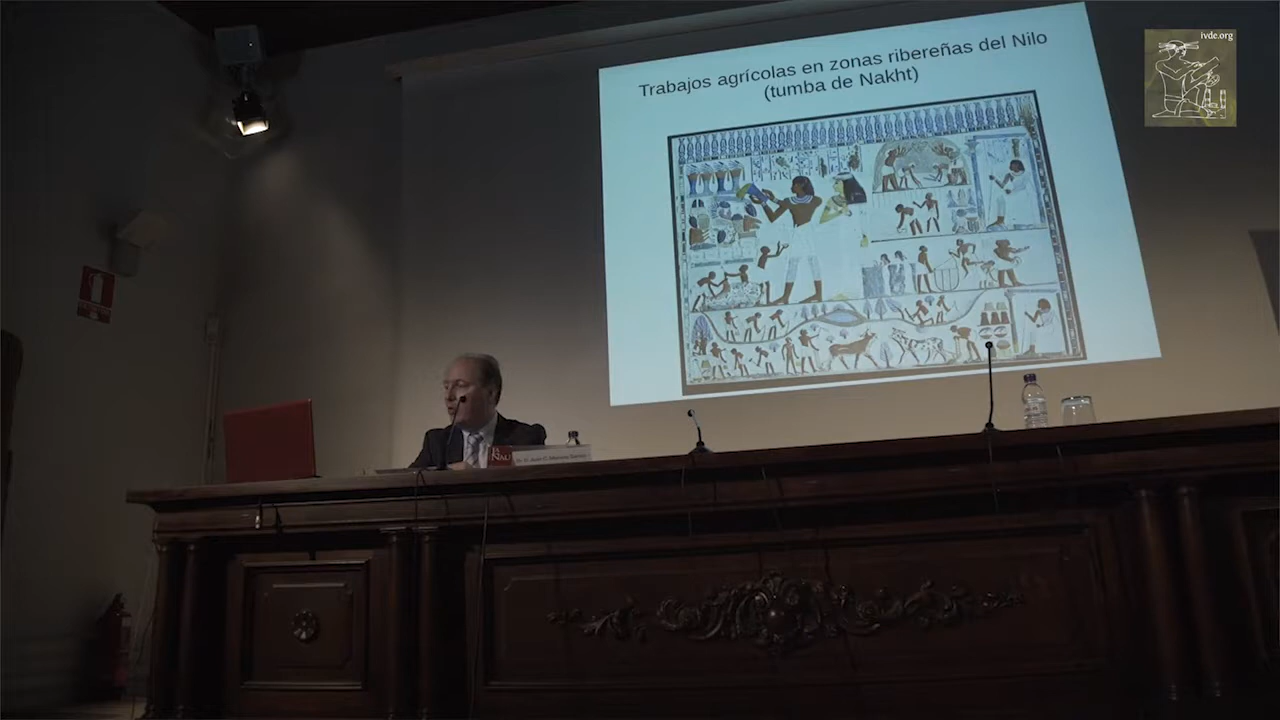 ivde.org
Trabajos agrícolas en zonas ribereñas del Nilo
(tumba de Nakht)